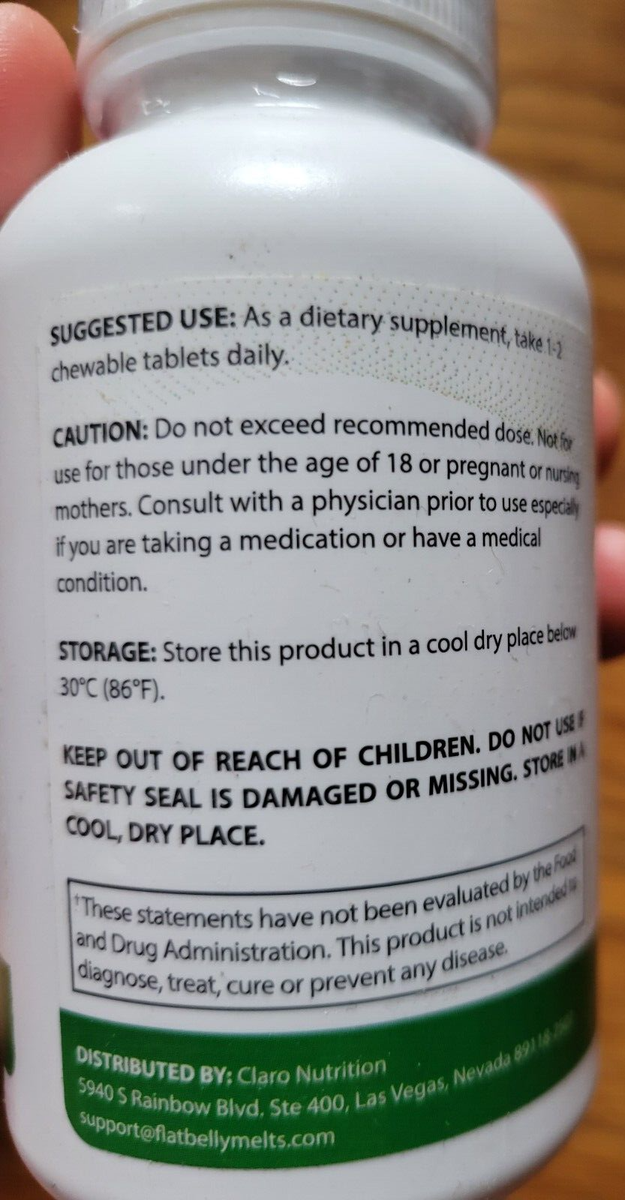 SUGGESTED USE: As a dietary supplement, take 1-2
chewable tablets daily.
CAUTION: Do not exceed recommended dose. Not for
use for those under the age of 18 or pregnant or nursing
mothers. Consult with a physician prior to use especially
if you are taking a medication or have a medical
condition.
STORAGE: Store this product in a cool dry place below
30°C (86°F).
KEEP OUT OF REACH OF CHILDREN. DO NOT USE IF
SAFETY SEAL IS DAMAGED OR MISSING. STORE IN A
COOL, DRY PLACE.
†These statements have not been evaluated by the Food
and Drug Administration. This product is not intended to
diagnose, treat, cure or prevent any disease.
DISTRIBUTED BY: Claro Nutrition
5940 S Rainbow Blvd. Ste 400, Las Vegas, Nevada
support@flatbellymelts.com